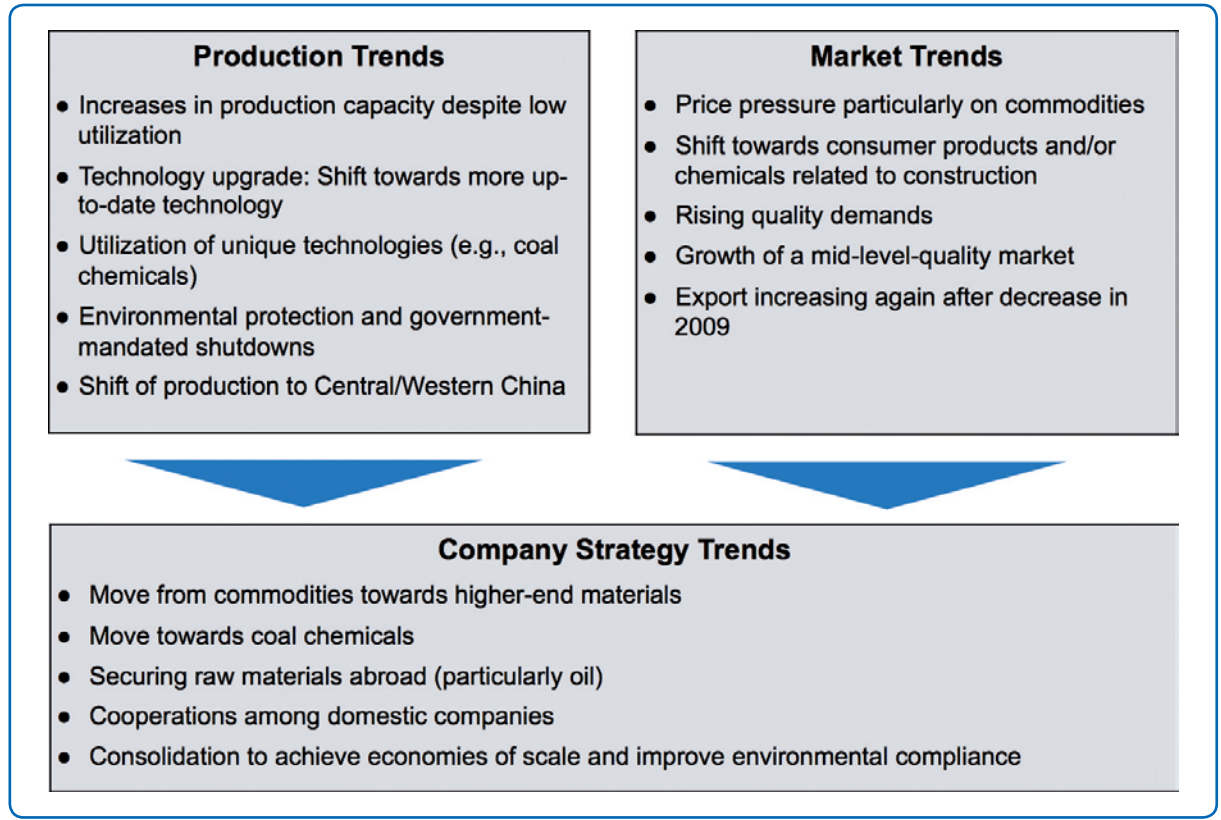 Production Trends
● Increases in production capacity despite low
utilization
● Technology upgrade: Shift towards more up-
to-date technology
● Utilization of unique technologies (e.g., coal
chemicals)
● Environmental protection and government-
mandated shutdowns
● Shift of production to Central/Western China
Market Trends
● Price pressure particularly on commodities
● Shift towards consumer products and/or
chemicals related to construction
● Rising quality demands
● Growth of a mid-level-quality market
● Export increasing again after decrease in
2009
Company Strategy Trends
● Move from commodities towards higher-end materials
● Move towards coal chemicals
● Securing raw materials abroad (particularly oil)
● Cooperations among domestic companies
● Consolidation to achieve economies of scale and improve environmental compliance